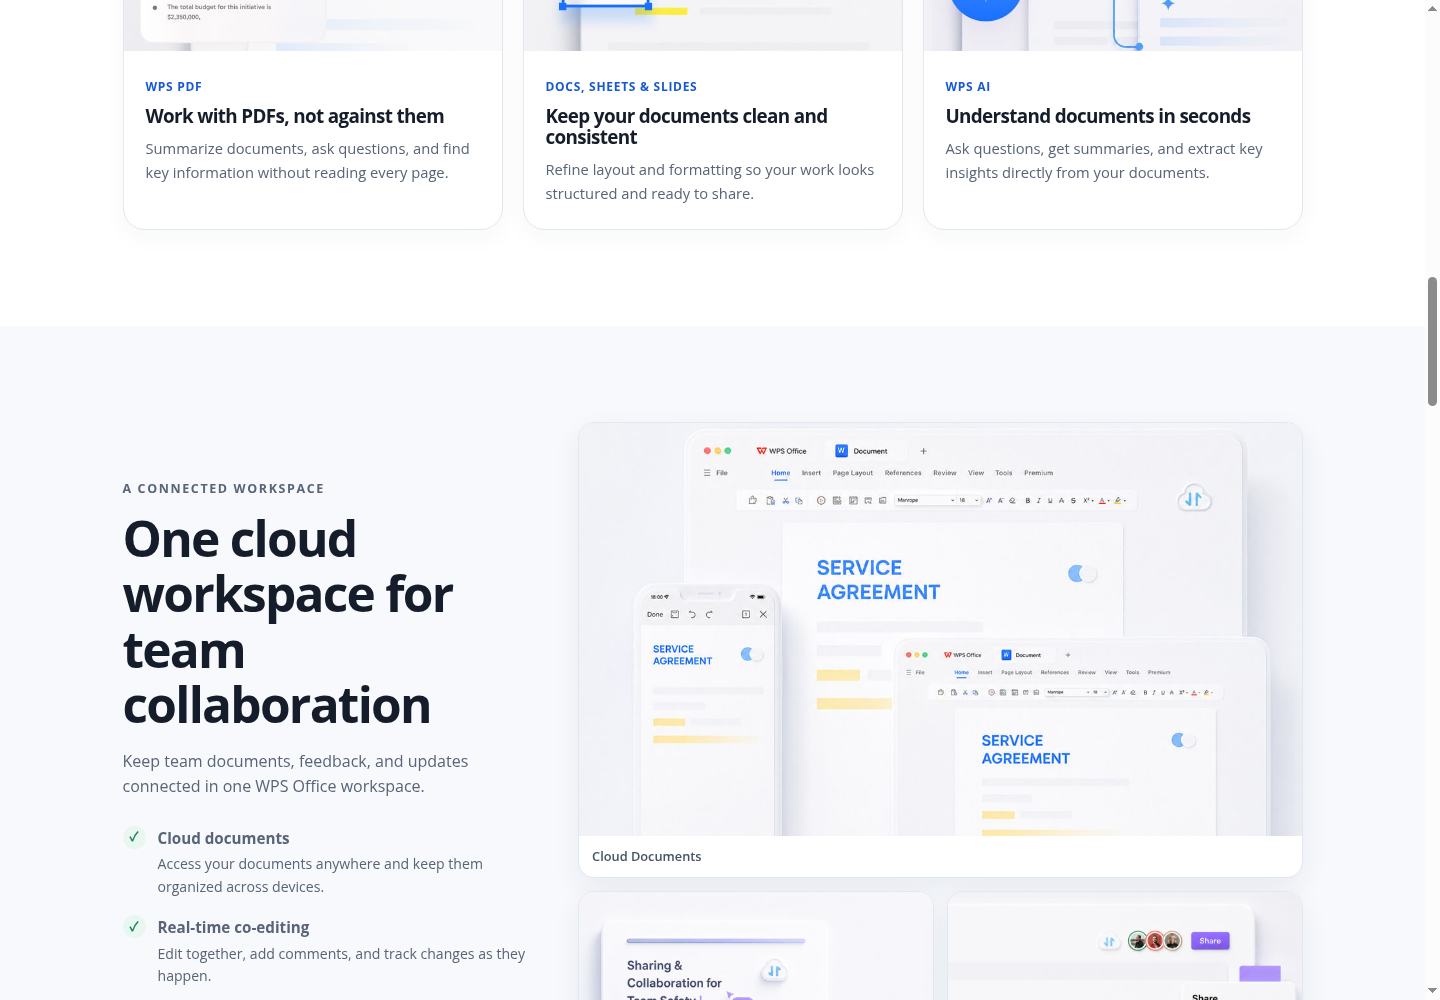 The total budget for this initiative is
$2,350,000,
WPS PDF
Work with PDFs, not against them
Summarize documents, ask questions, and find
key information without reading every page.
DOCS, SHEETS & SLIDES
Keep your documents clean and
consistent
Refine layout and formatting so your work looks
structured and ready to share.
WPS AI
Understand documents in seconds
Ask questions, get summaries, and extract key
insights directly from your documents.
A CONNECTED WORKSPACE
One cloud
workspace for
team
collaboration
Keep team documents, feedback, and updates
connected in one WPS Office workspace.
✓ Cloud documents
Access your documents anywhere and keep them
organized across devices.
✓ Real-time co-editing
Edit together, add comments, and track changes as they
happen.
WPS Office
W Document +
File Home Insert Page Layout References Review View Tools Premium
Manrope 18
SERVICE
AGREEMENT
18:00
Done
SERVICE
AGREEMENT
WPS Office W Document +
File Home Insert Page Layout References Review View Tools Premium
Manrope 18
SERVICE
AGREEMENT
Cloud Documents
Sharing &
Collaboration for
Team Safety
Share
Share